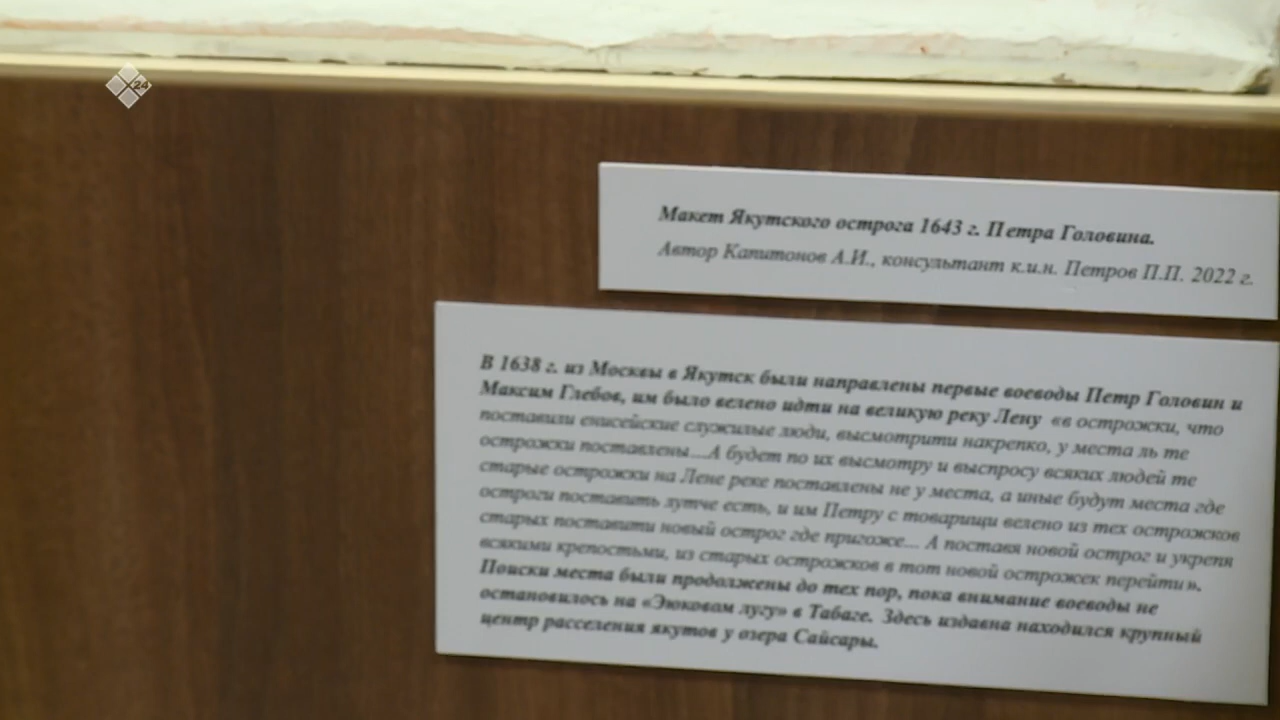 24
Макет Якутского острога 1643 г. Петра Головина.
Автор Капитонов А.И., консультант к.и.н. Петров П.П. 2022 г.
В 1638 г. из Москвы в Якутск были направлены первые воеводы Петр Головин и
Максим Глебов, им было велено идти на великую реку Лену «в острожки, что
поставили енисейские служилые люди, высмотрити накрепко, у места ль те
острожки поставлены....А будет по их высмотру и выспросу всяких людей те
старые острожки на Лене реке поставлены не у места, а иные будут места где
остроги поставить лутче есть, и им Петру с товарищи велено из тех острожков
старых поставити новый острог где пригоже... А поставя новой острог и укрепя
всякими крепостьми, из старых острожков в тот новой острожек перейти».
Поиски места были продолжены до тех пор, пока внимание воеводы не
остановилось на «Эюковом лугу» в Табаге. Здесь издавна находился крупный
центр расселения якутов у озера Сайсары.